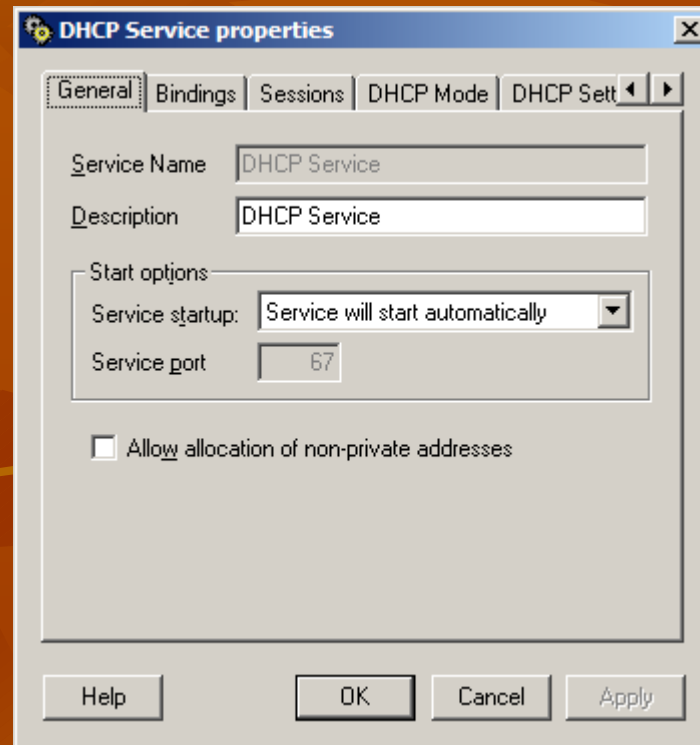 DHCP Service properties
General Bindings Sessions DHCP Mode DHCP Sett
Service Name DHCP Service
Description DHCP Service
Start options
Service startup: Service will start automatically
Service port 67
Allow allocation of non-private addresses
Help OK Cancel Apply